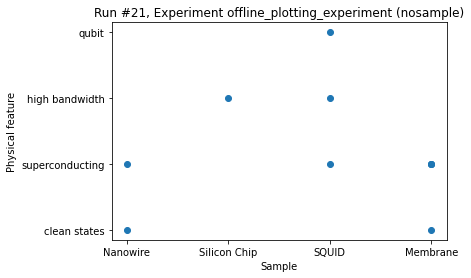 Run #21, Experiment offline_plotting_experiment (nosample)
qubit
high bandwidth
superconducting
clean states
Physical feature
Nanowire Silicon Chip SQUID Membrane
Sample